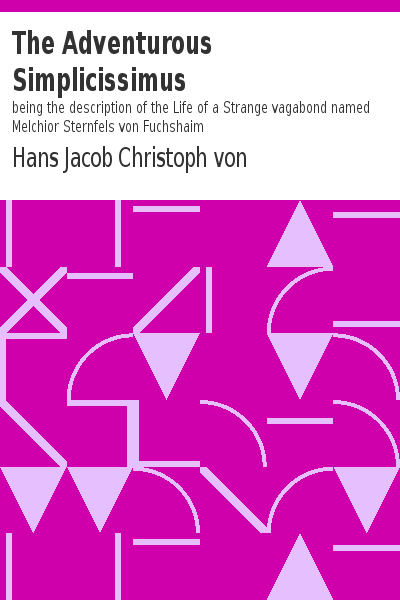 The Adventurous
Simplicissimus
being the description of the Life of a Strange vagabond named
Melchior Sternfels von Fuchshaim
Hans Jacob Christoph von